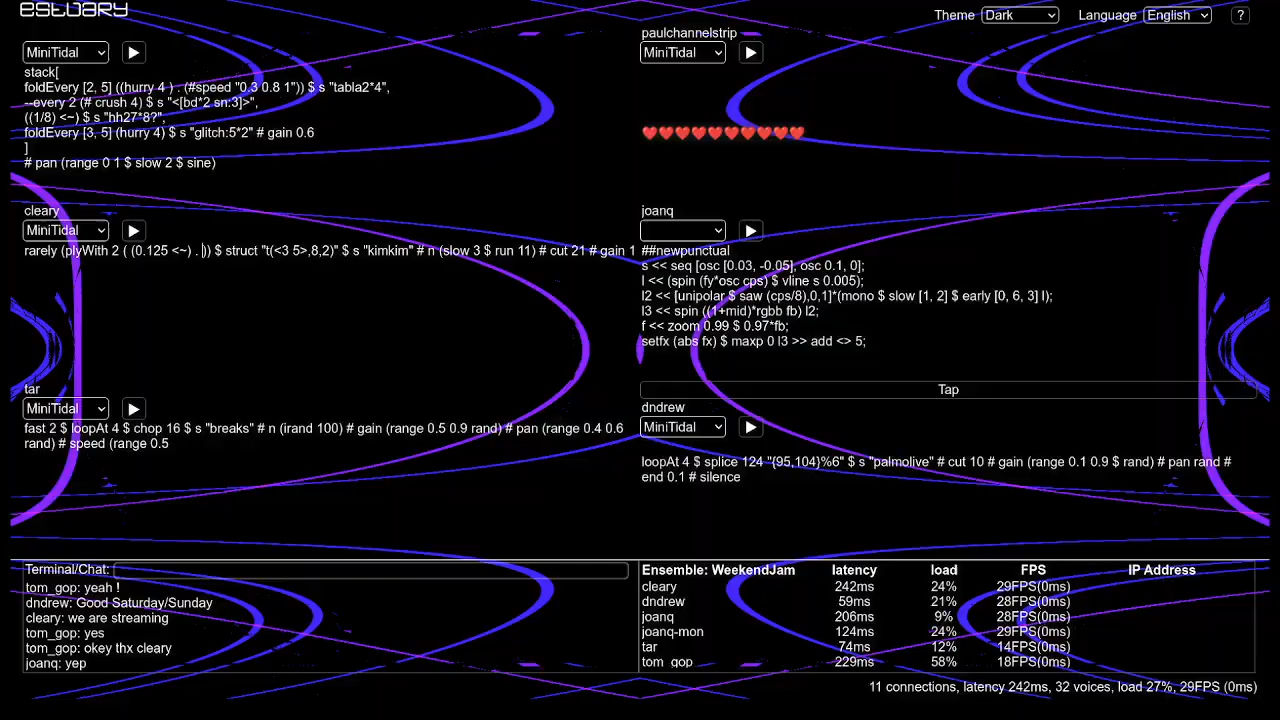 estuary
Theme Dark Language English ?
MiniTidal
stack[
foldEvery [2, 5] ((hurry 4 ) . (#speed "0.3 0.8 1")) $ s "tabla2*4",
--every 2 (# crush 4) $ s "<[bd*2 sn:3]>",
((1/8) <~) $ s "hh27*8?",
foldEvery [3, 5] (hurry 4) $ s "glitch:5*2" # gain 0.6
]
# pan (range 0 1 $ slow 2 $ sine)
paulchannelstrip
MiniTidal
❤️❤️❤️❤️❤️❤️❤️❤️❤️❤️
cleary
MiniTidal
rarely (plyWith 2 ( (0.125 <~) . )) $ struct "t(<3 5>,8,2)" $ s "kimkim" # n (slow 3 $ run 11) # cut 21 # gain 1
joanq
##newpunctual
s << seq [osc [0.03, -0.05], osc 0.1, 0];
l << (spin (fy*osc cps) $ vline s 0.005);
l2 << [unipolar $ saw (cps/8),0,1]*(mono $ slow [1, 2] $ early [0, 6, 3] l);
l3 << spin ((1+mid)*rgbb fb) l2;
f << zoom 0.99 $ 0.97*fb;
setfx (abs fx) $ maxp 0 l3 >> add <> 5;
tar
MiniTidal
fast 2 $ loopAt 4 $ chop 16 $ s "breaks" # n (irand 100) # gain (range 0.5 0.9 rand) # pan (range 0.4 0.6
rand) # speed (range 0.5
Tap
dndrew
MiniTidal
loopAt 4 $ splice 124 "{95,104}%6" $ s "palmolive" # cut 10 # gain (range 0.1 0.9 $ rand) # pan rand #
end 0.1 # silence
Terminal/Chat:
tom_gop: yeah !
dndrew: Good Saturday/Sunday
cleary: we are streaming
tom_gop: yes
tom_gop: okey thx cleary
joanq: yep
Ensemble: WeekendJam latency load FPS IP Address
cleary 242ms 24% 29FPS(0ms)
dndrew 59ms 21% 28FPS(0ms)
joanq 206ms 9% 28FPS(0ms)
joanq-mon 124ms 24% 29FPS(0ms)
tar 74ms 12% 14FPS(0ms)
tom_gop 229ms 58% 18FPS(0ms)
11 connections, latency 242ms, 32 voices, load 27%, 29FPS (0ms)